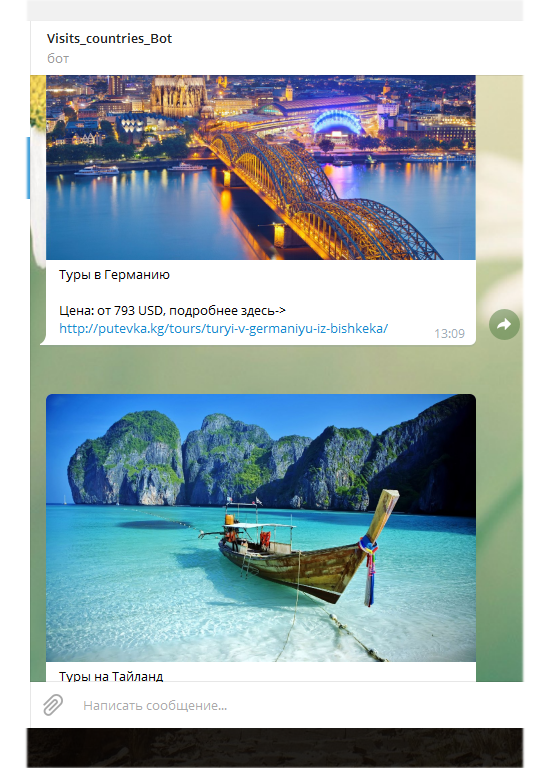 Visits_countries_Bot
бот
Туры в Германию
Цена: от 793 USD, подробнее здесь->
http://putevka.kg/tours/turyi-v-germaniyu-iz-bishkeka/
13:09
Туры на Тайланд
Написать сообщение...